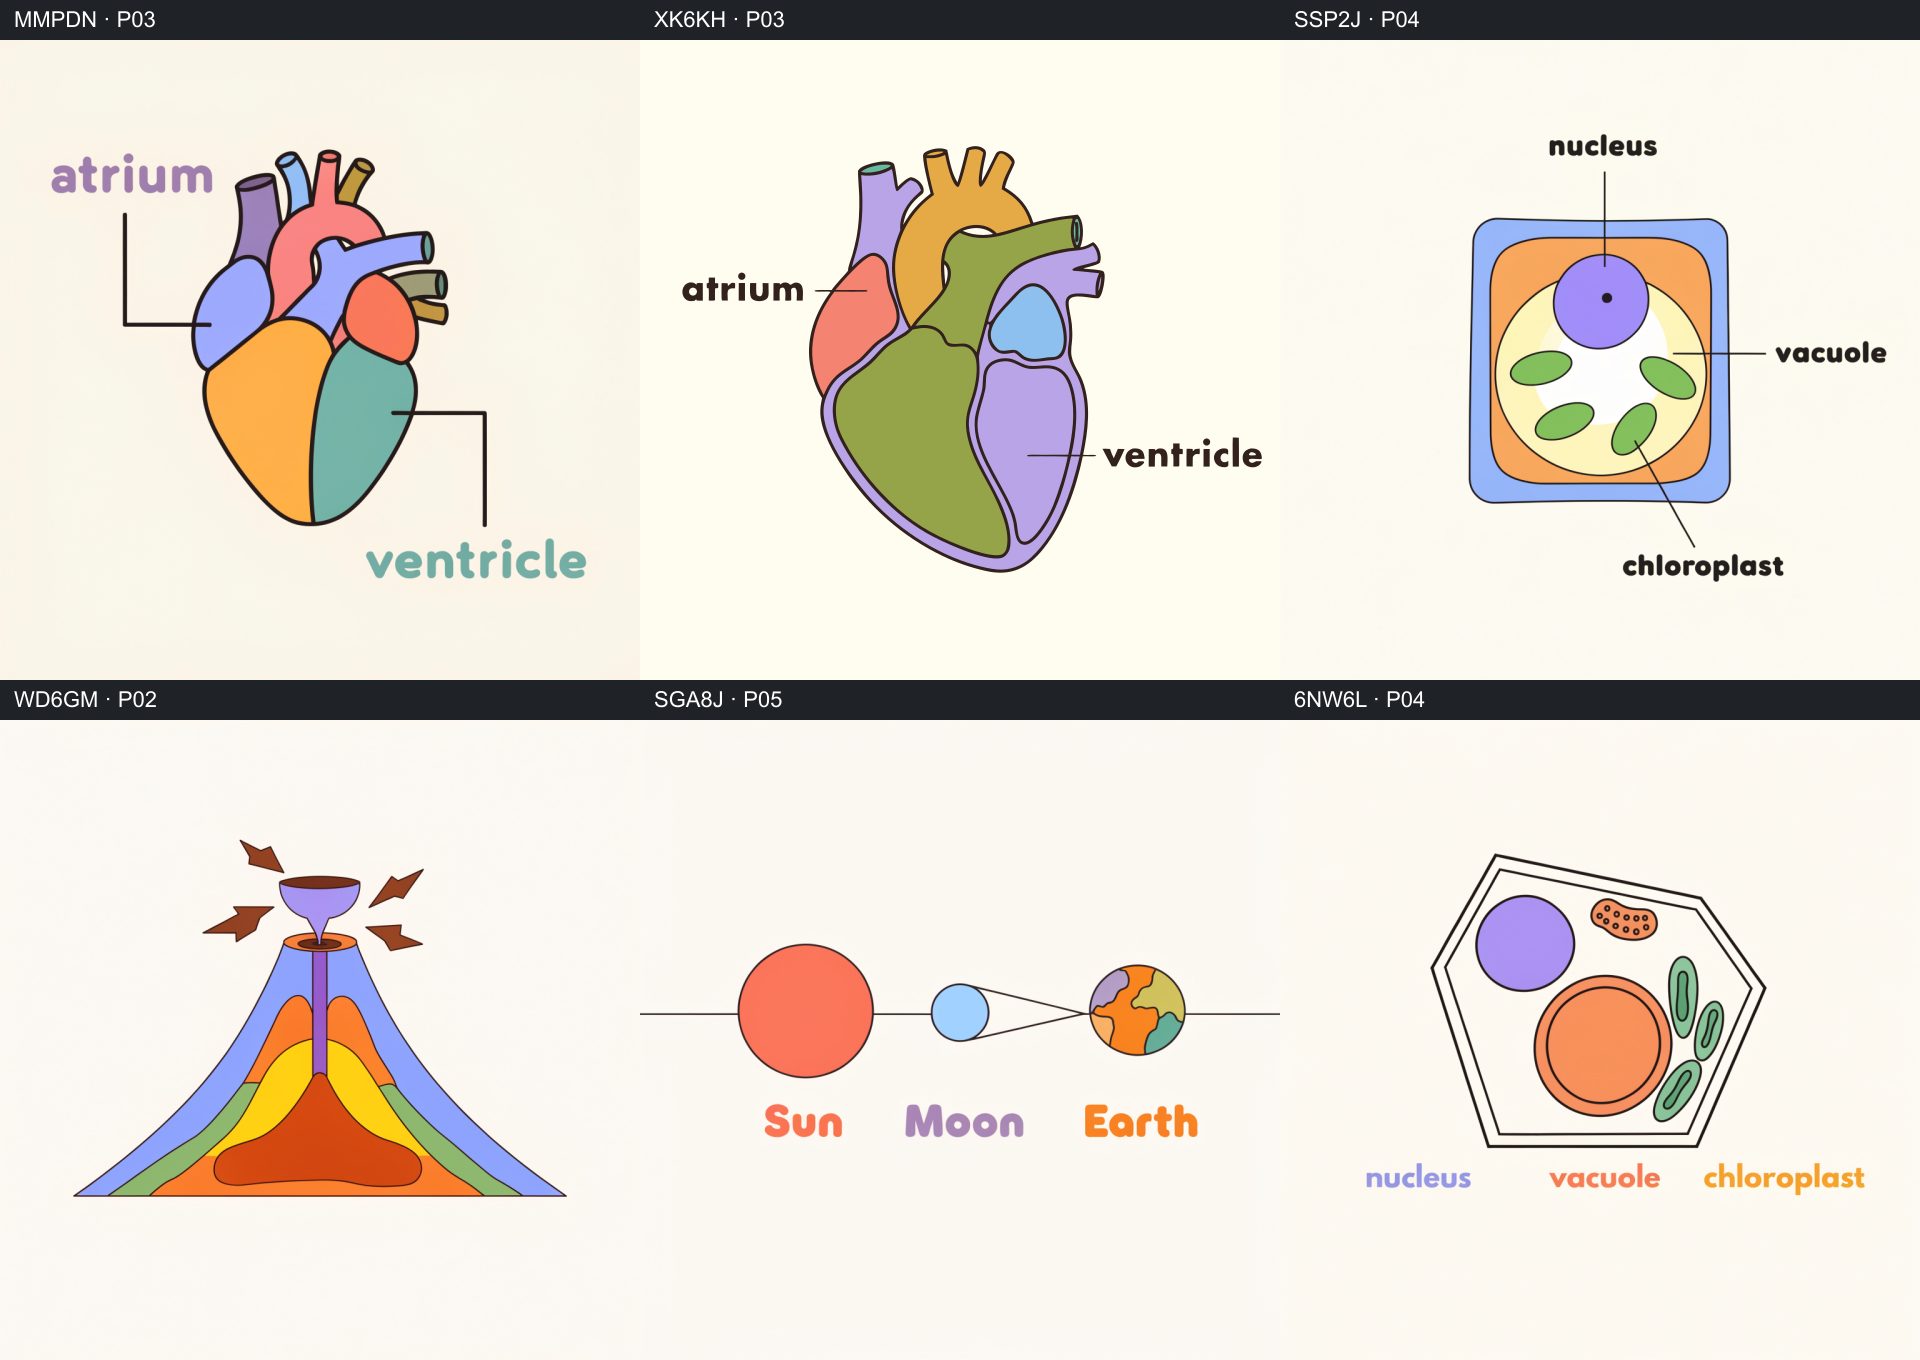 MMPDN · P03
XK6KH · P03
SSP2J · P04
atrium
ventricle
atrium
ventricle
nucleus
vacuole
chloroplast
WD6GM · P02
SGA8J · P05
6NW6L · P04
Sun Moon Earth
nucleus vacuole chloroplast